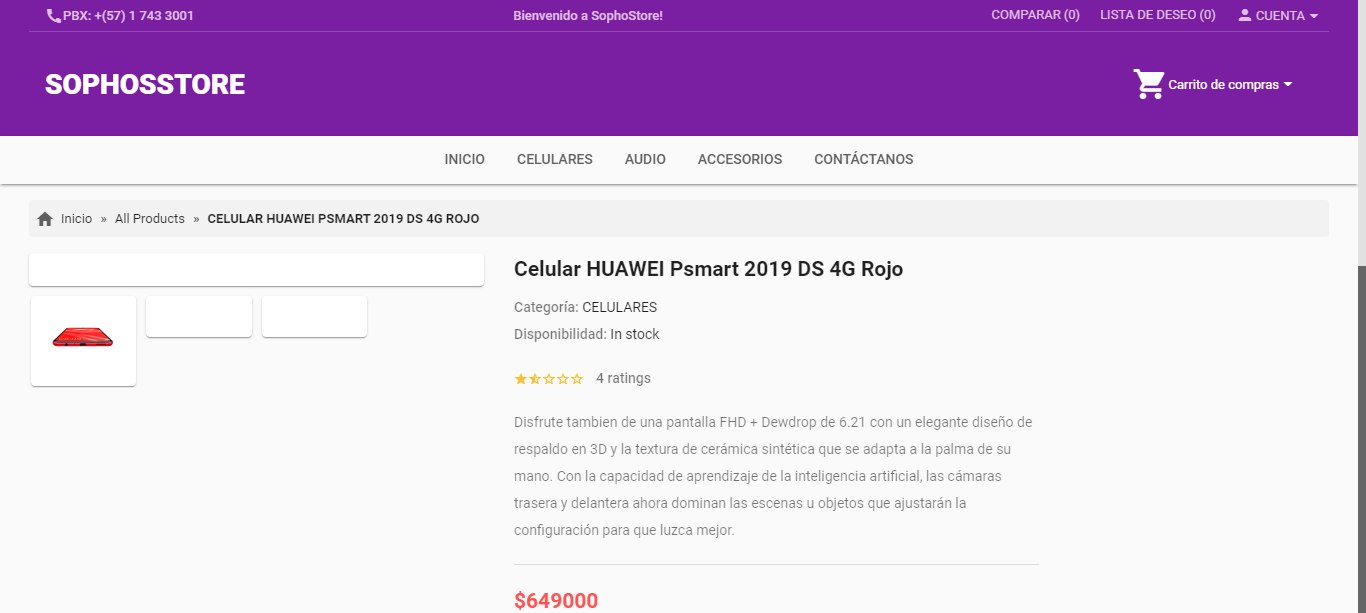 PBX: +(57) 1 743 3001
Bienvenido a SophoStore!
COMPARAR (0)
LISTA DE DESEO (0)
CUENTA
SOPHOSSTORE
Carrito de compras
INICIO
CELULARES
AUDIO
ACCESORIOS
CONTÁCTANOS
Inicio » All Products » CELULAR HUAWEI PSMART 2019 DS 4G ROJO
Celular HUAWEI Psmart 2019 DS 4G Rojo
Categoría: CELULARES
Disponibilidad: In stock
4 ratings
Disfrute tambien de una pantalla FHD + Dewdrop de 6.21 con un elegante diseño de
respaldo en 3D y la textura de cerámica sintética que se adapta a la palma de su
mano. Con la capacidad de aprendizaje de la inteligencia artificial, las cámaras
trasera y delantera ahora dominan las escenas u objetos que ajustarán la
configuración para que luzca mejor.
$649000